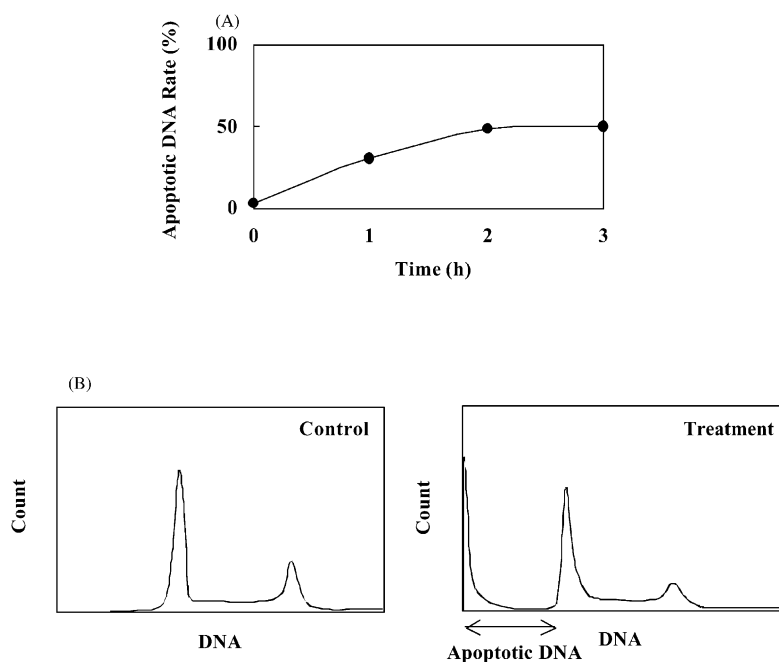 (A)
Apoptotic DNA Rate (%)
100
50
0
0 1 2 3
Time (h)
(B)
Control
Count
DNA
Treatment
Count
Apoptotic DNA
DNA